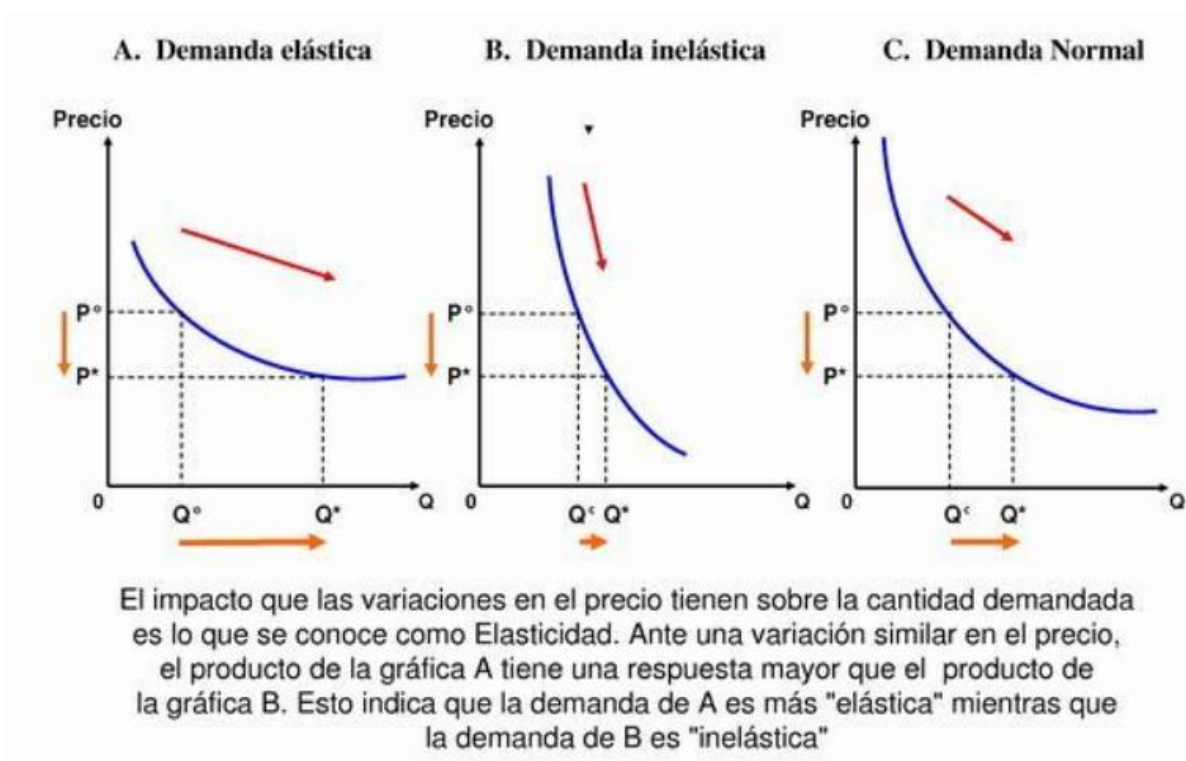 A. Demanda elástica
B. Demanda inelástica
C. Demanda Normal
Precio
Precio
Precio
P°
P°
P°
P*
P*
P*
0
Q
0
Q
0
Q
Q°
Q*
Q‹
Q*
Q‹
Q*
El impacto que las variaciones en el precio tienen sobre la cantidad demandada
es lo que se conoce como Elasticidad. Ante una variación similar en el precio,
el producto de la gráfica A tiene una respuesta mayor que el producto de
la gráfica B. Esto indica que la demanda de A es más "elástica" mientras que
la demanda de B es "inelástica"